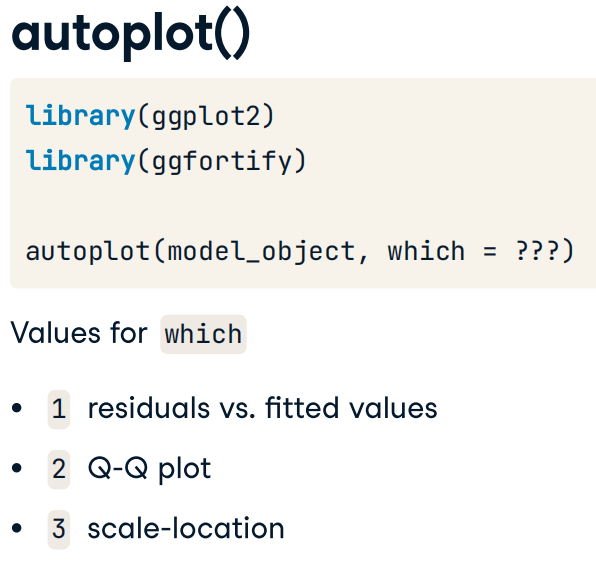 autoplot()
library(ggplot2)
library(ggfortify)
autoplot(model_object, which = ???)
Values for which
• 1 residuals vs. fitted values
• 2 Q-Q plot
• 3 scale-location